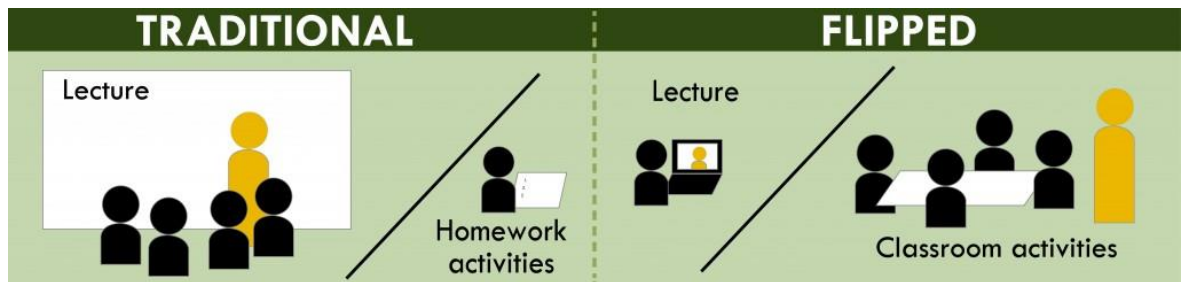 TRADITIONAL
Lecture
Homework
activities
FLIPPED
Lecture
Classroom activities